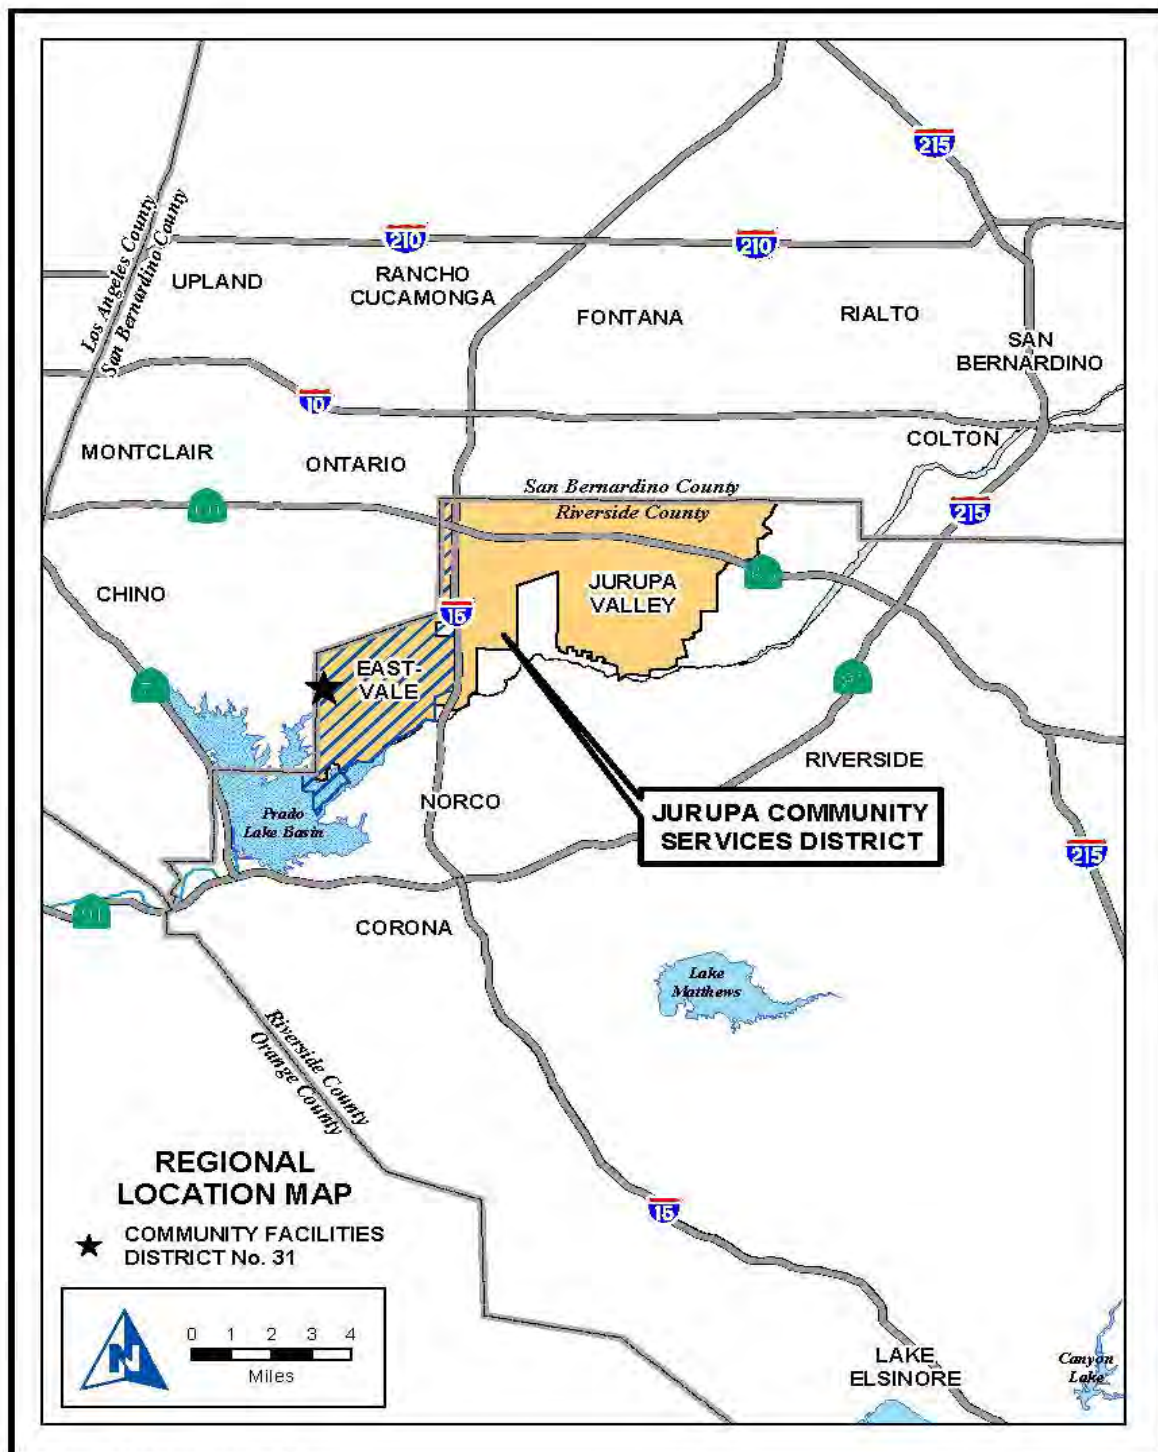 215
Los Angeles County
San Bernardino County
210
210
UPLAND
RANCHO
CUCAMONGA
FONTANA
RIALTO
SAN
BERNARDINO
10
MONTCLAIR
ONTARIO
COLTON
San Bernardino County
Riverside County
215
CHINO
JURUPA
VALLEY
15
EAST-
VALE
RIVERSIDE
NORCO
JURUPA COMMUNITY
SERVICES DISTRICT
Prado
Lake Basin
215
91
CORONA
Lake
Matthews
Riverside County
Orange County
REGIONAL
LOCATION MAP
COMMUNITY FACILITIES
DISTRICT No. 31
15
N
0 1 2 3 4
Miles
LAKE
ELSINORE
Canyon
Lake